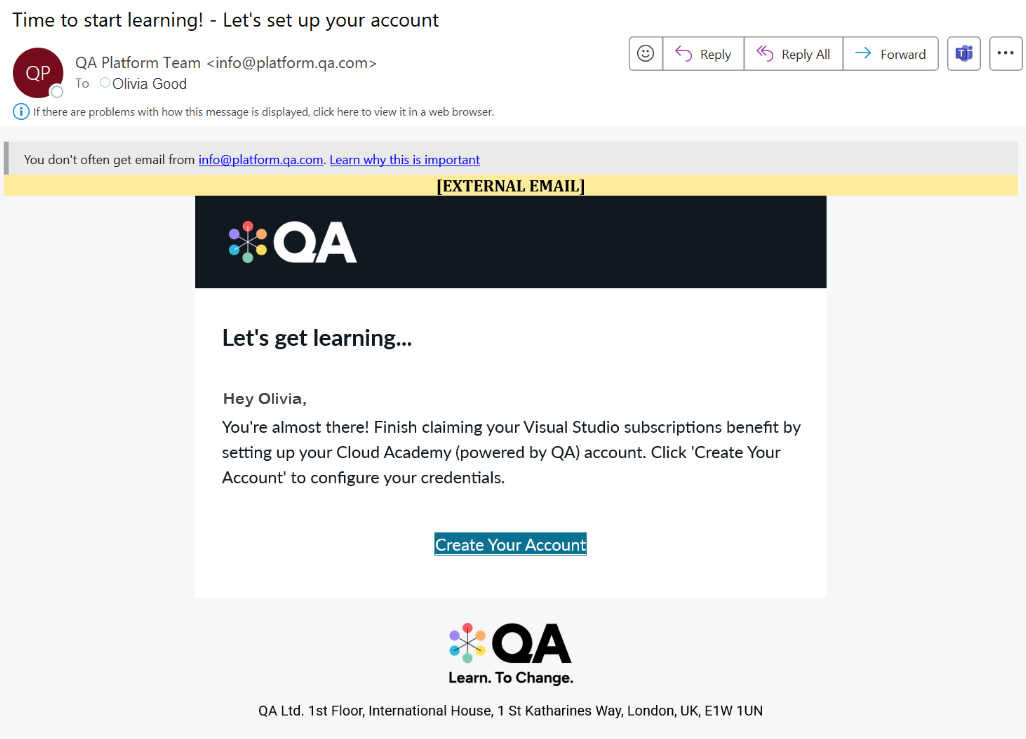 Time to start learning! - Let's set up your account
QP
QA Platform Team <info@platform.qa.com>
To Olivia Good
Reply
Reply All
Forward
If there are problems with how this message is displayed, click here to view it in a web browser.
You don't often get email from info@platform.qa.com. Learn why this is important
[EXTERNAL EMAIL]
QA
Let's get learning...
Hey Olivia,
You're almost there! Finish claiming your Visual Studio subscriptions benefit by
setting up your Cloud Academy (powered by QA) account. Click 'Create Your
Account' to configure your credentials.
Create Your Account
QA
Learn. To Change.
QA Ltd. 1st Floor, International House, 1 St Katharines Way, London, UK, E1W 1UN